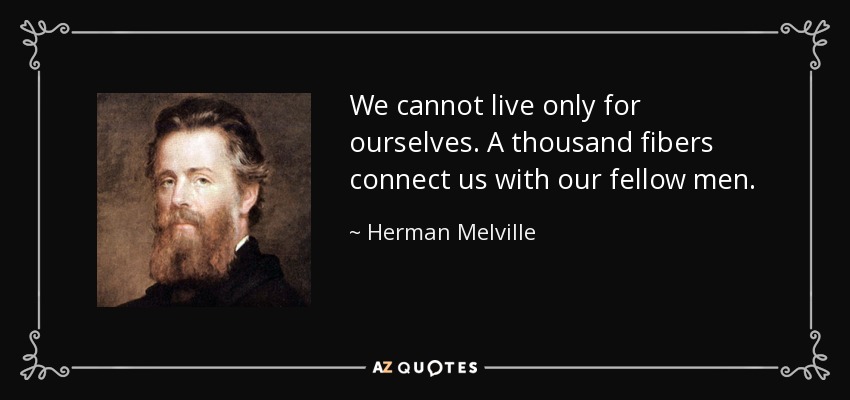 We cannot live only for
ourselves. A thousand fibers
connect us with our fellow men.
~ Herman Melville
AZ QUOTES